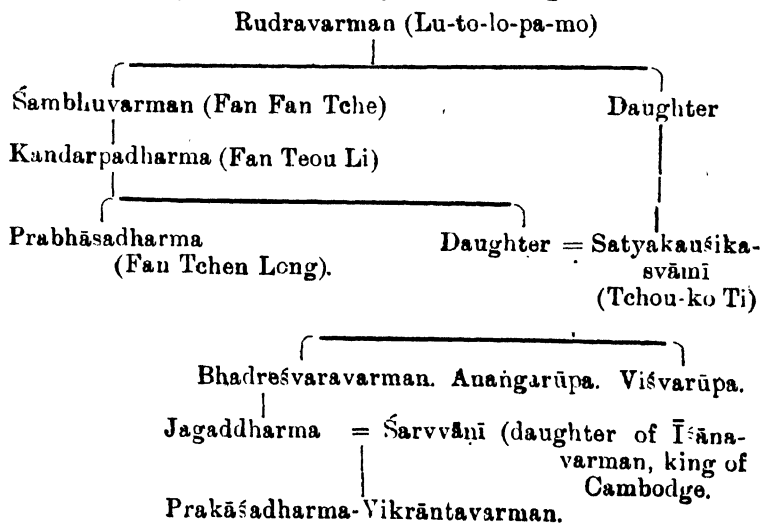 Rudravarman (Lu-to-lo-pa-mo)
Śambhuvarman (Fan Fan Tche) Daughter
Kandarpadharma (Fan Teou Li)
Prabhāsadharma Daughter = Satyakauśika-
(Fan Tchen Long). svāmī
(Tchou-ko Ti)
Bhadreśvaravarman. Anaṅgarūpa. Viśvarūpa.
Jagaddharma = Śarvvāṇī (daughter of Īśāna-
varman, king of
Cambodge.
Prakāśadharma-Vikrāntavarman.